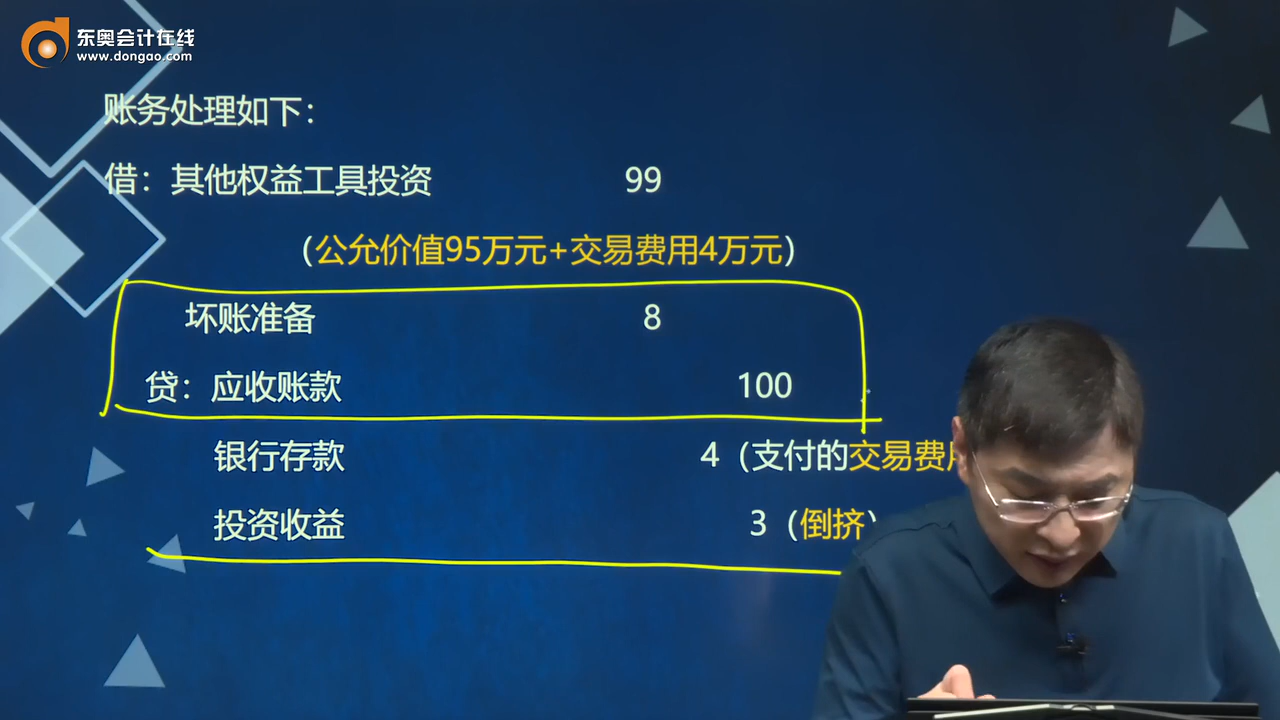 东奥会计在线
www.dongao.com
账务处理如下：
借：其他权益工具投资 99
（公允价值95万元+交易费用4万元）
坏账准备 8
贷：应收账款 100
银行存款 4（支付的交易费
投资收益 3（倒挤）